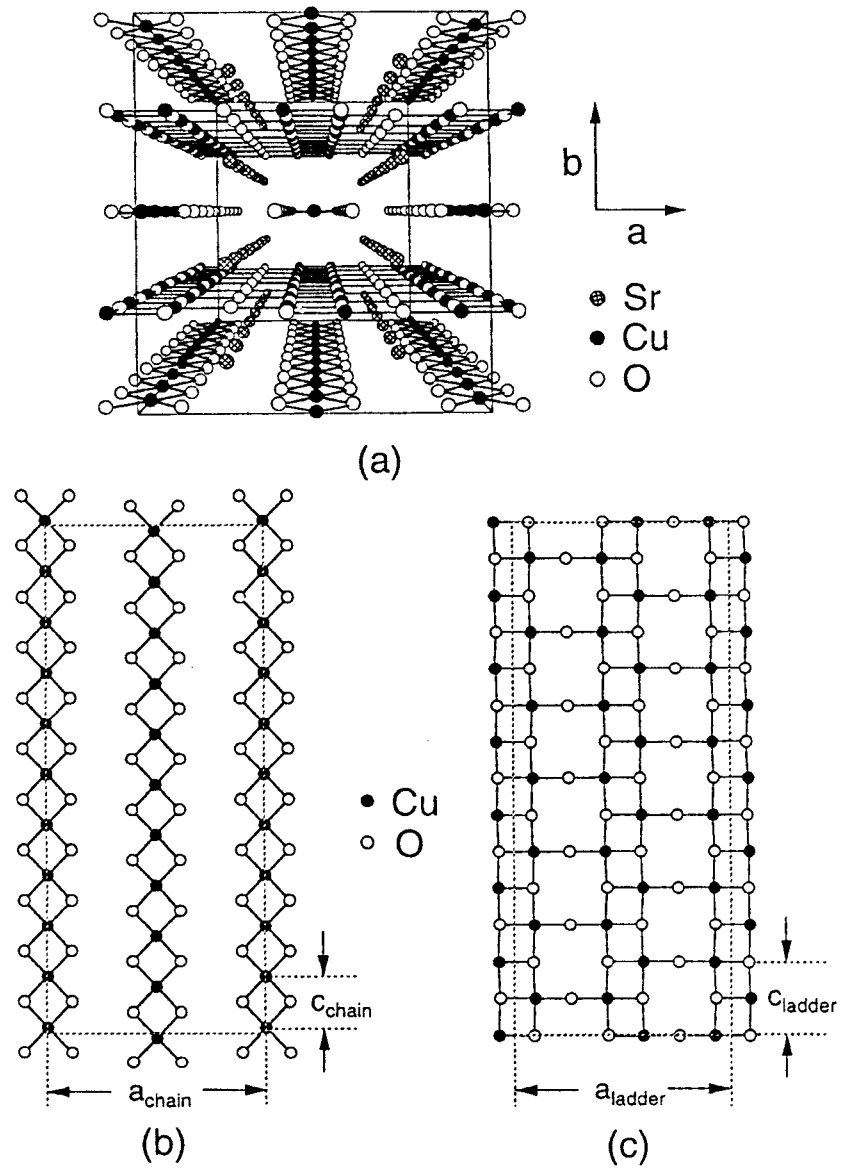 b
a
Sr
Cu
O
(a)
Cu
O
c_chain
c_ladder
a_chain
a_ladder
(b)
(c)